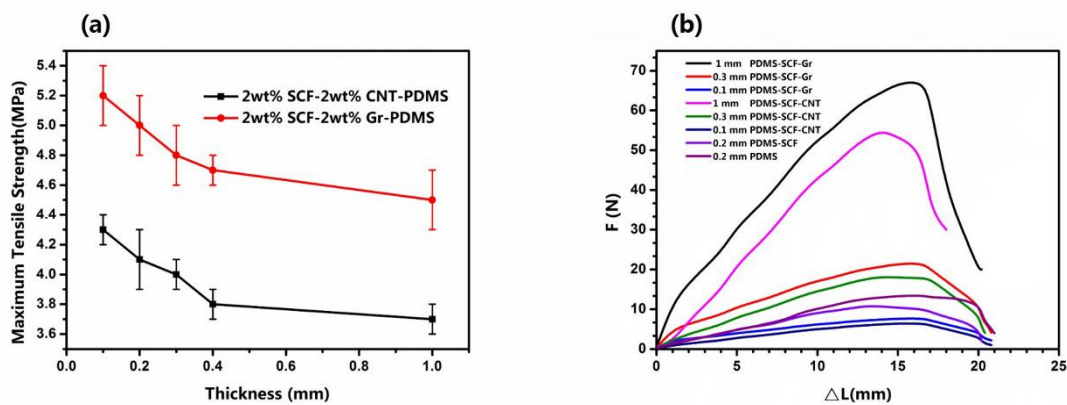 (a)
Maximum Tensile Strength(MPa)
5.4
5.2
5.0
4.8
4.6
4.4
4.2
4.0
3.8
3.6
2wt% SCF-2wt% CNT-PDMS
2wt% SCF-2wt% Gr-PDMS
0.0 0.2 0.4 0.6 0.8 1.0
Thickness (mm)
(b)
F (N)
70
60
50
40
30
20
10
0
1 mm PDMS-SCF-Gr
0.3 mm PDMS-SCF-Gr
0.1 mm PDMS-SCF-Gr
1 mm PDMS-SCF-CNT
0.3 mm PDMS-SCF-CNT
0.1 mm PDMS-SCF-CNT
0.2 mm PDMS-SCF
0.2 mm PDMS
0 5 10 15 20 25
△L(mm)